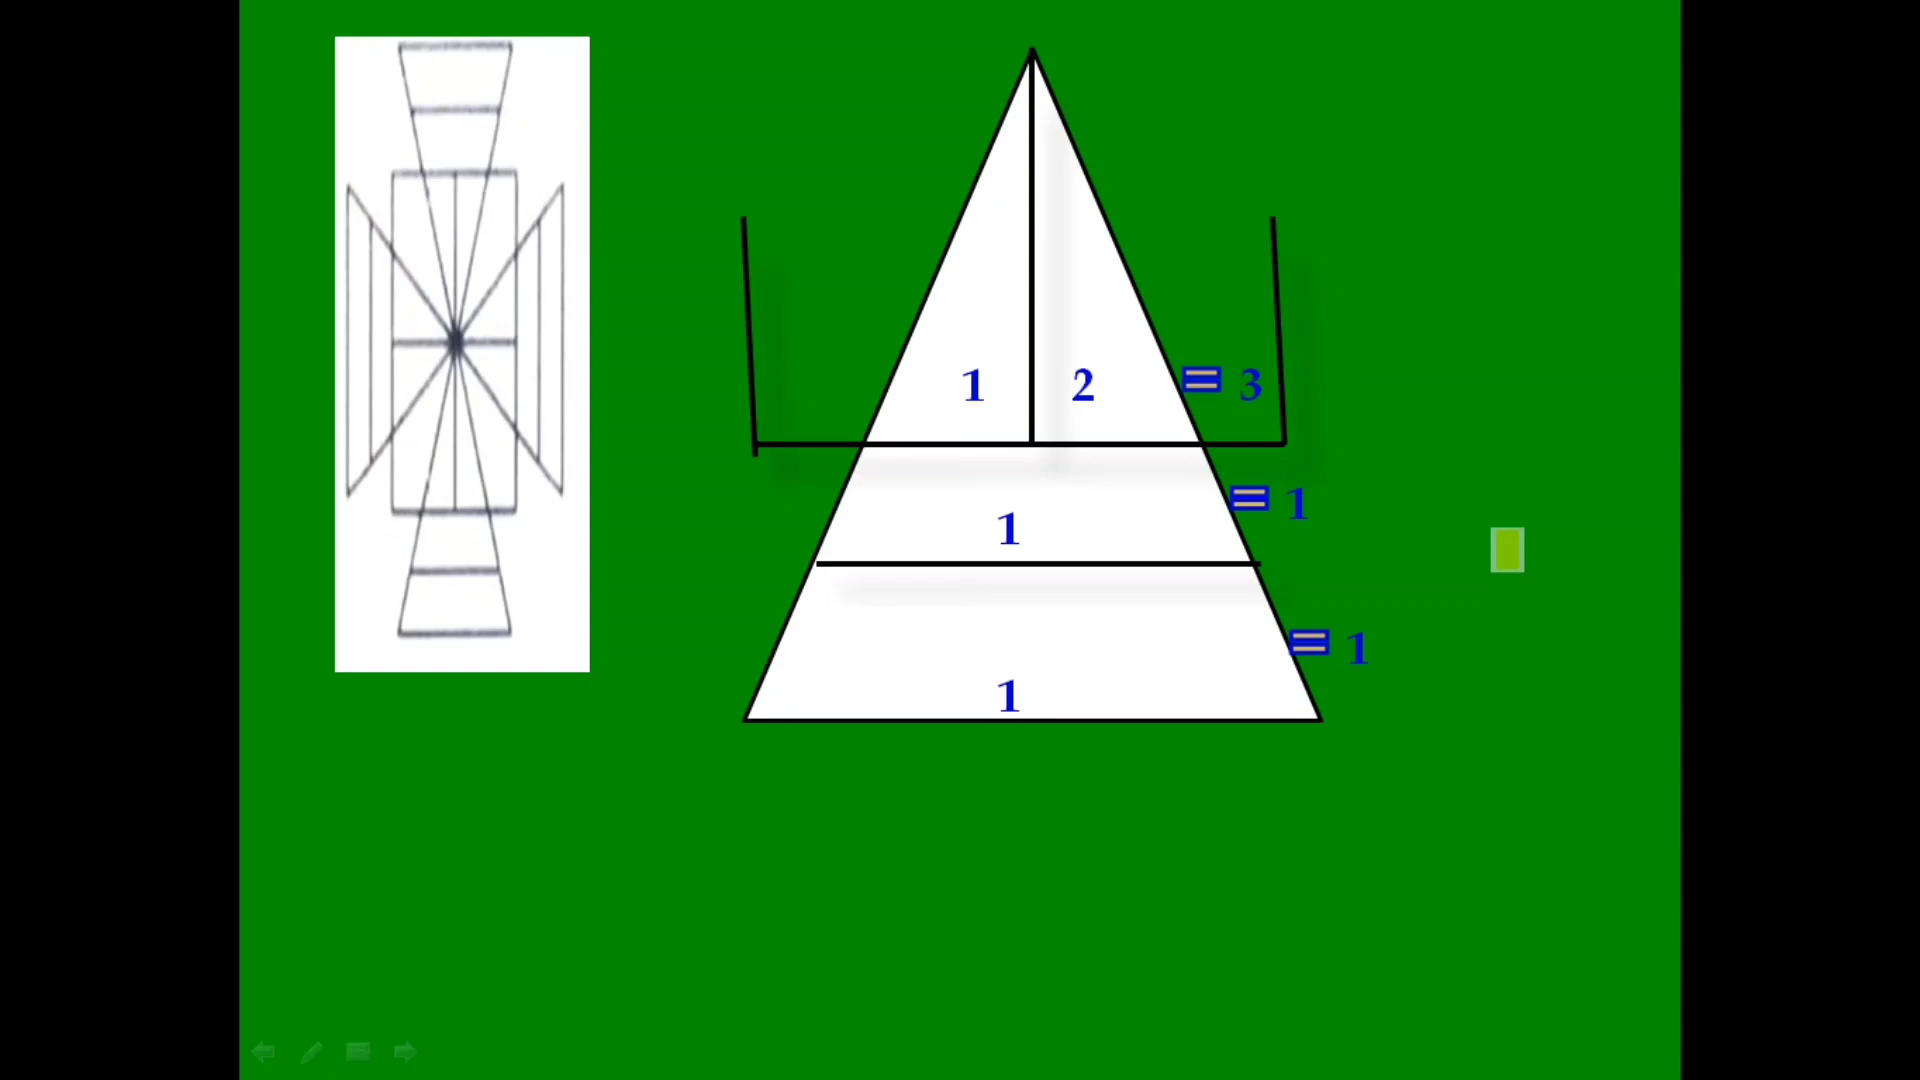 1 2 = 3
1 = 1
1 = 1